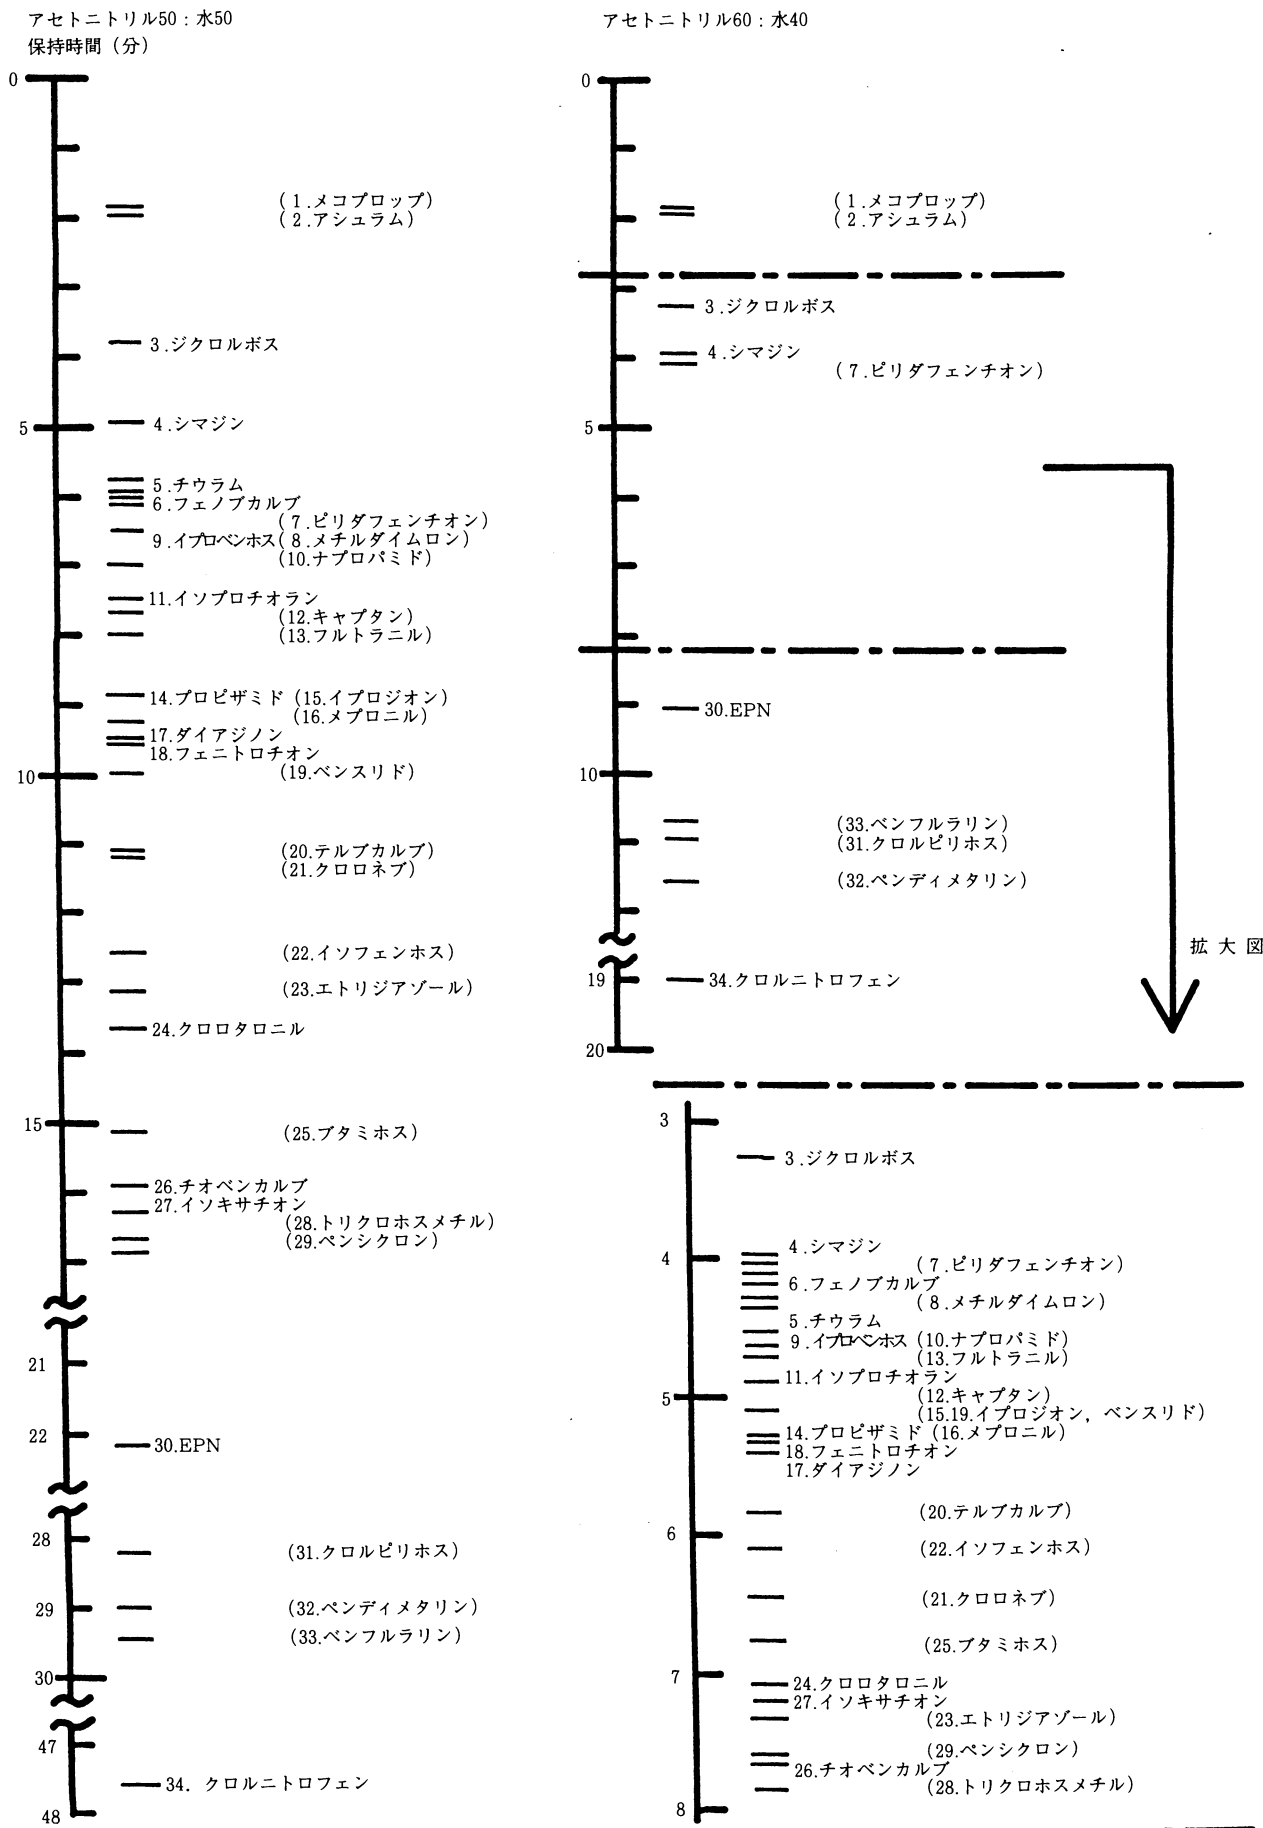 アセトニトリル50：水50
保持時間（分）
0
(1.メコプロップ)
(2.アシュラム)
3.ジクロルボス
4.シマジン
5
5.チウラム
6.フェノブカルブ
(7.ピリダフェンチオン)
9.イプロベンホス(8.メチルダイムロン)
(10.ナプロパミド)
11.イソプロチオラン
(12.キャプタン)
(13.フルトラニル)
14.プロピザミド (15.イプロジオン)
(16.メプロニル)
17.ダイアジノン
18.フェニトロチオン
10
(19.ベンスリド)
(20.テルブカルブ)
(21.クロロネブ)
(22.イソフェンホス)
(23.エトリジアゾール)
24.クロロタロニル
15
(25.ブタミホス)
26.チオベンカルブ
27.イソキサチオン
(28.トリクロホスメチル)
(29.ペンシクロン)
21
22
30.EPN
28
(31.クロルピリホス)
29
(32.ペンディメタリン)
(33.ベンフルラリン)
30
47
34. クロルニトロフェン
48
アセトニトリル60：水40
0
(1.メコプロップ)
(2.アシュラム)
3.ジクロルボス
4.シマジン
(7.ピリダフェンチオン)
5
30.EPN
10
(33.ベンフルラリン)
(31.クロルピリホス)
(32.ペンディメタリン)
拡大図
19
34.クロルニトロフェン
20
3
3.ジクロルボス
4
4.シマジン
(7.ピリダフェンチオン)
6.フェノブカルブ
(8.メチルダイムロン)
5.チウラム
9.イプロベンホス (10.ナプロパミド)
(13.フルトラニル)
11.イソプロチオラン
5
(12.キャプタン)
(15.19.イプロジオン，ベンスリド)
14.プロピザミド (16.メプロニル)
18.フェニトロチオン
17.ダイアジノン
(20.テルブカルブ)
6
(22.イソフェンホス)
(21.クロロネブ)
(25.ブタミホス)
7
24.クロロタロニル
27.イソキサチオン
(23.エトリジアゾール)
(29.ペンシクロン)
26.チオベンカルブ
(28.トリクロホスメチル)
8